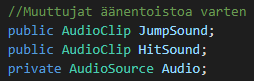 //Muuttujat äänentoistoa varten
public AudioClip JumpSound;
public AudioClip HitSound;
private AudioSource Audio;